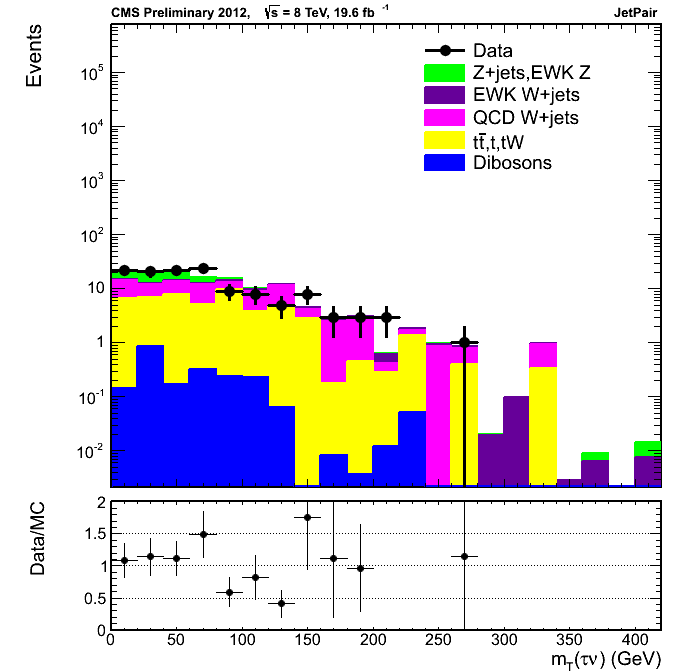 CMS Preliminary 2012, √s = 8 TeV, 19.6 fb⁻¹ JetPair
Events
Data
Z+jets,EWK Z
EWK W+jets
QCD W+jets
tt̅,t,tW
Dibosons
10⁵
10⁴
10³
10²
10
1
10⁻¹
10⁻²
Data/MC
2
1.5
1
0.5
0
0 50 100 150 200 250 300 350 400
m_T(τν) (GeV)